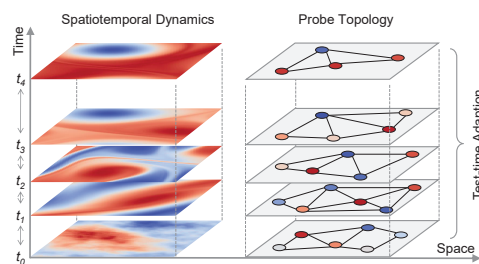 Spatiotemporal Dynamics
Probe Topology
Time
t4
t3
t2
t1
t0
Space
Test-time Adaption